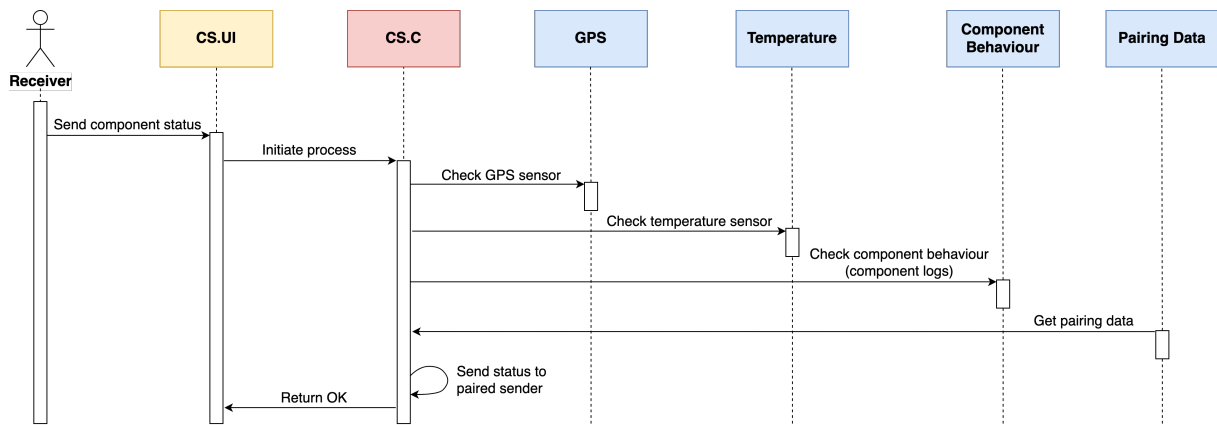 Receiver
CS.UI
CS.C
GPS
Temperature
Component
Behaviour
Pairing Data
Send component status
Initiate process
Check GPS sensor
Check temperature sensor
Check component behaviour
(component logs)
Get pairing data
Send status to
paired sender
Return OK